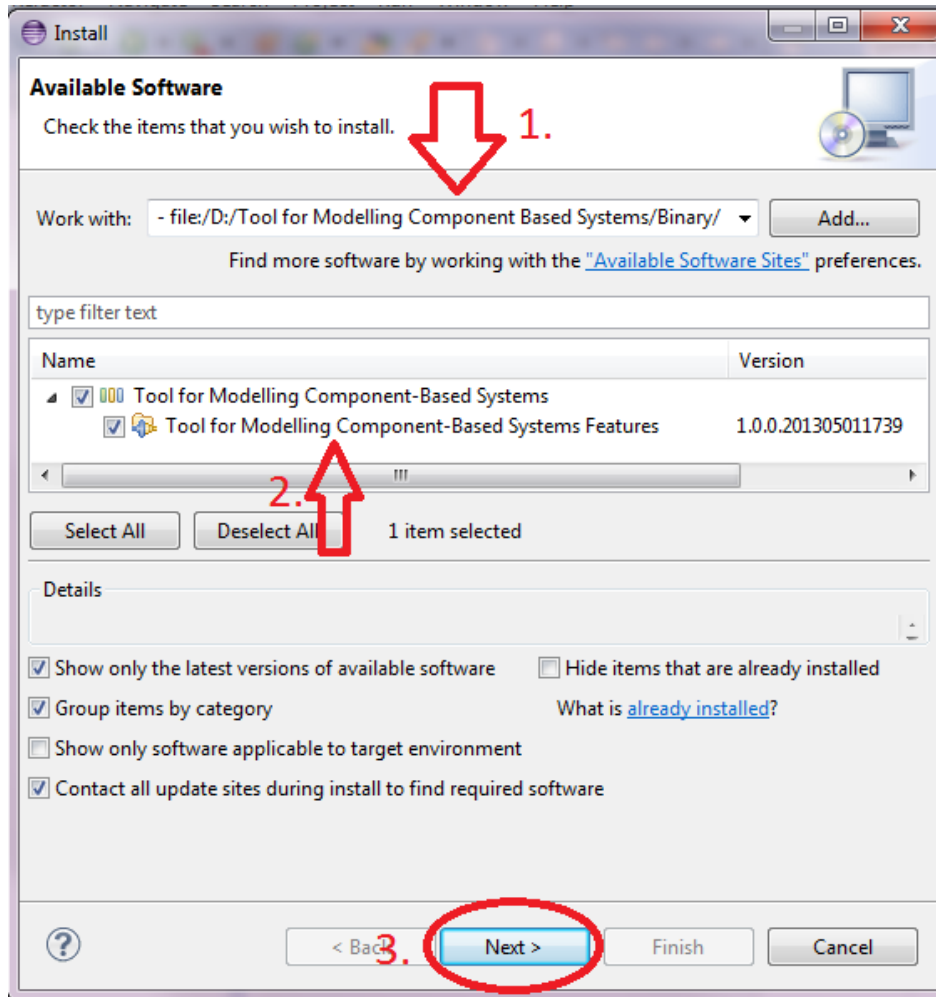 Install
Available Software
Check the items that you wish to install.
1.
Work with: - file:/D:/Tool for Modelling Component Based Systems/Binary/ Add...
Find more software by working with the "Available Software Sites" preferences.
type filter text
Name Version
Tool for Modelling Component-Based Systems
Tool for Modelling Component-Based Systems Features 1.0.0.201305011739
2.
Select All Deselect All 1 item selected
Details
Show only the latest versions of available software Hide items that are already installed
Group items by category What is already installed?
Show only software applicable to target environment
Contact all update sites during install to find required software
? < Back 3. Next > Finish Cancel